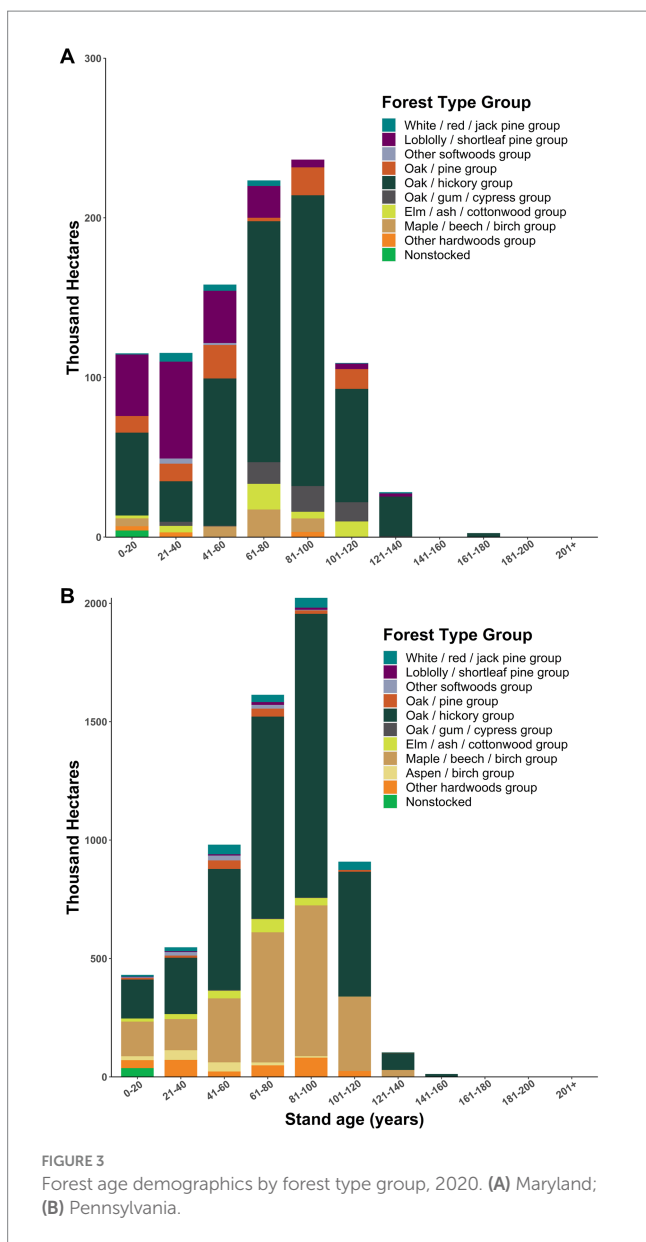 A
300
200
100
0
Thousand Hectares
Forest Type Group
White / red / jack pine group
Loblolly / shortleaf pine group
Other softwoods group
Oak / pine group
Oak / hickory group
Oak / gum / cypress group
Elm / ash / cottonwood group
Maple / beech / birch group
Other hardwoods group
Nonstocked
0-20
21-40
41-60
61-80
81-100
101-120
121-140
141-160
161-180
181-200
201+
B
2000
1500
1000
500
0
Thousand Hectares
Forest Type Group
White / red / jack pine group
Loblolly / shortleaf pine group
Other softwoods group
Oak / pine group
Oak / hickory group
Oak / gum / cypress group
Elm / ash / cottonwood group
Maple / beech / birch group
Aspen / birch group
Other hardwoods group
Nonstocked
0-20
21-40
41-60
61-80
81-100
101-120
121-140
141-160
161-180
181-200
201+
Stand age (years)
FIGURE 3
Forest age demographics by forest type group, 2020. (A) Maryland;
(B) Pennsylvania.